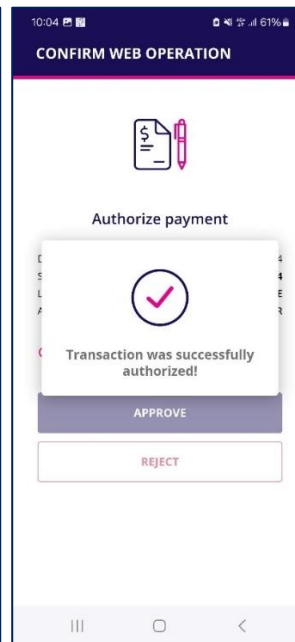 10:04
61%
CONFIRM WEB OPERATION
$
Authorize payment
Transaction was successfully
authorized!
APPROVE
REJECT